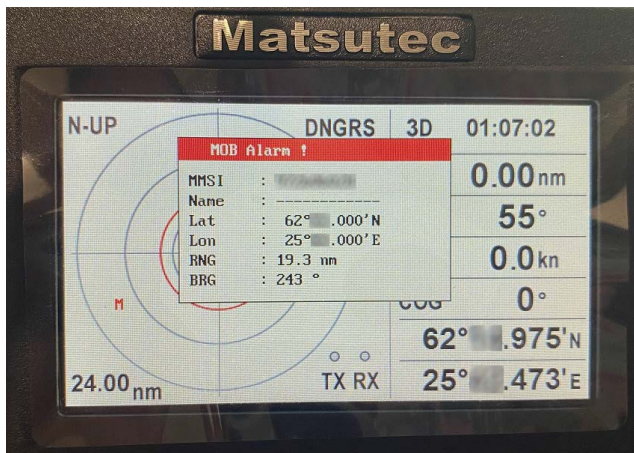 Matsutec
N-UP
DNGRS
3D
01:07:02
MOB Alarm !
MMSI :
Name : ------------
Lat : 62° .000'N
Lon : 25° .000'E
RNG : 19.3 nm
BRG : 243 °
M
24.00nm
TX RX
0.00nm
55°
0.0kn
COG
0°
62° .975'N
25° .473'E